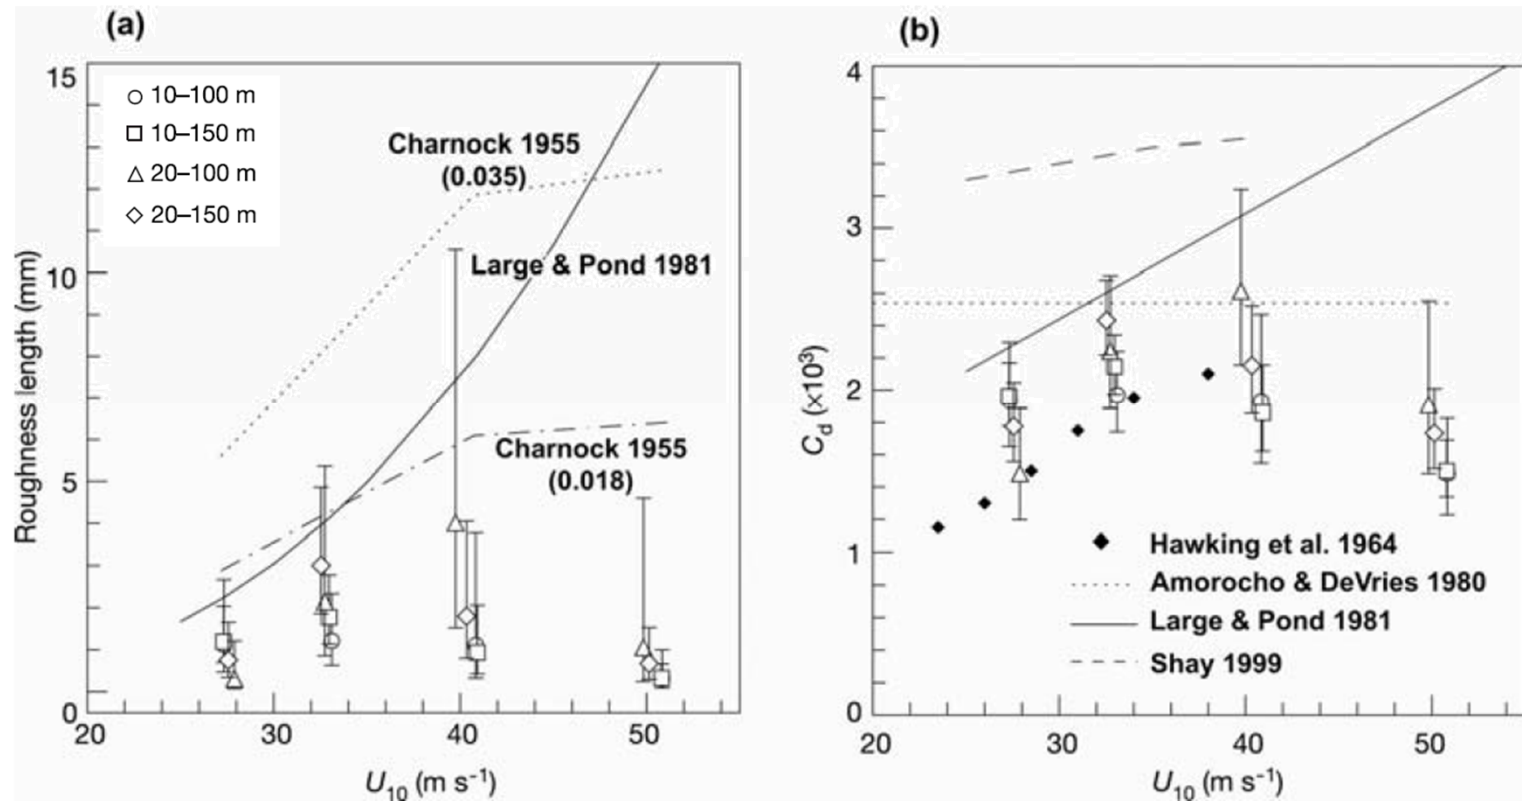 (a)
15
10–100 m
10–150 m
20–100 m
20–150 m
Charnock 1955
(0.035)
Large & Pond 1981
10
Charnock 1955
(0.018)
5
0
20
30
40
50
Roughness length (mm)
U10 (m s–1)
(b)
4
3
2
1
0
Cd (×10³)
Hawking et al. 1964
Amorocho & DeVries 1980
Large & Pond 1981
Shay 1999
20
30
40
50
U10 (m s–1)